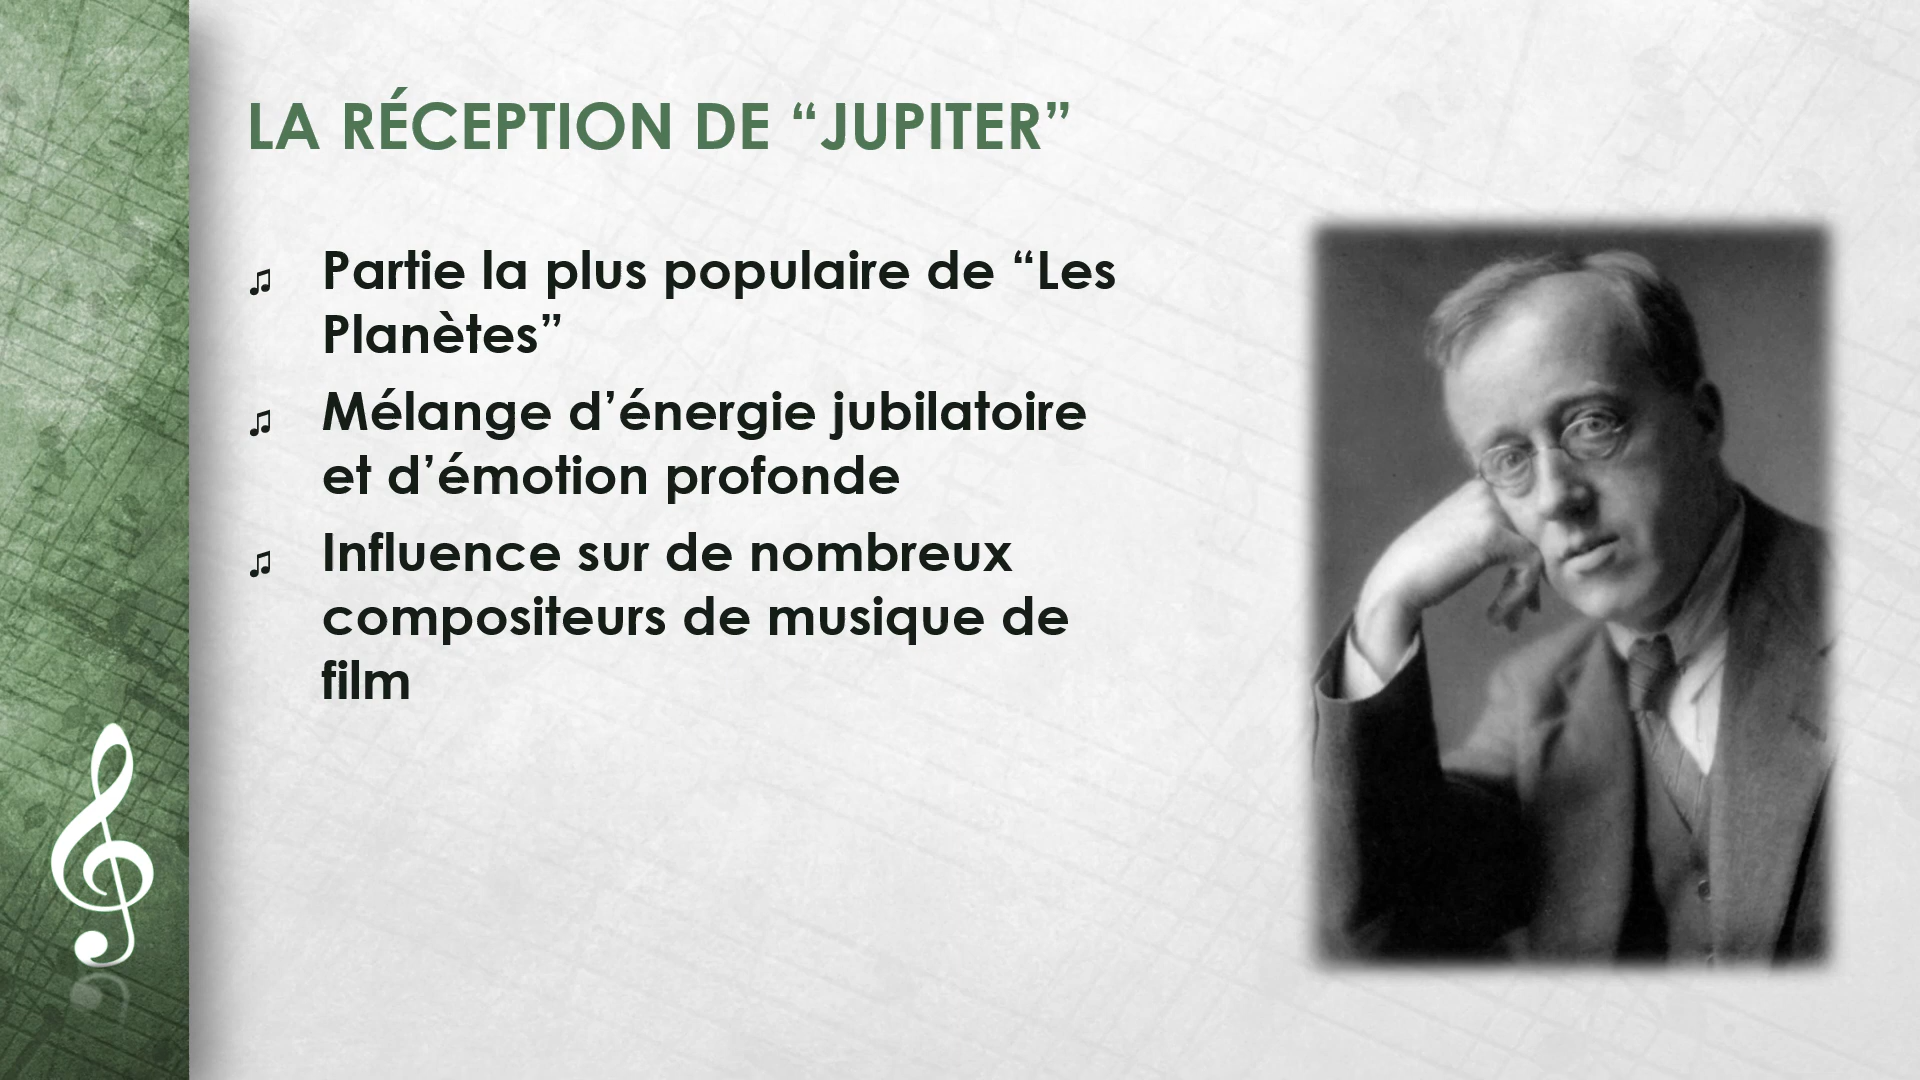 LA RÉCEPTION DE “JUPITER”
♫ Partie la plus populaire de “Les
Planètes”
♫ Mélange d’énergie jubilatoire
et d’émotion profonde
♫ Influence sur de nombreux
compositeurs de musique de
film